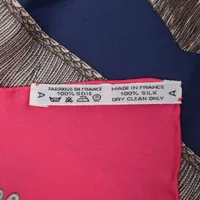 FABRIQUE EN FRANCE
100% SOIE
MADE IN FRANCE
100% SILK
DRY CLEAN ONLY
A
A